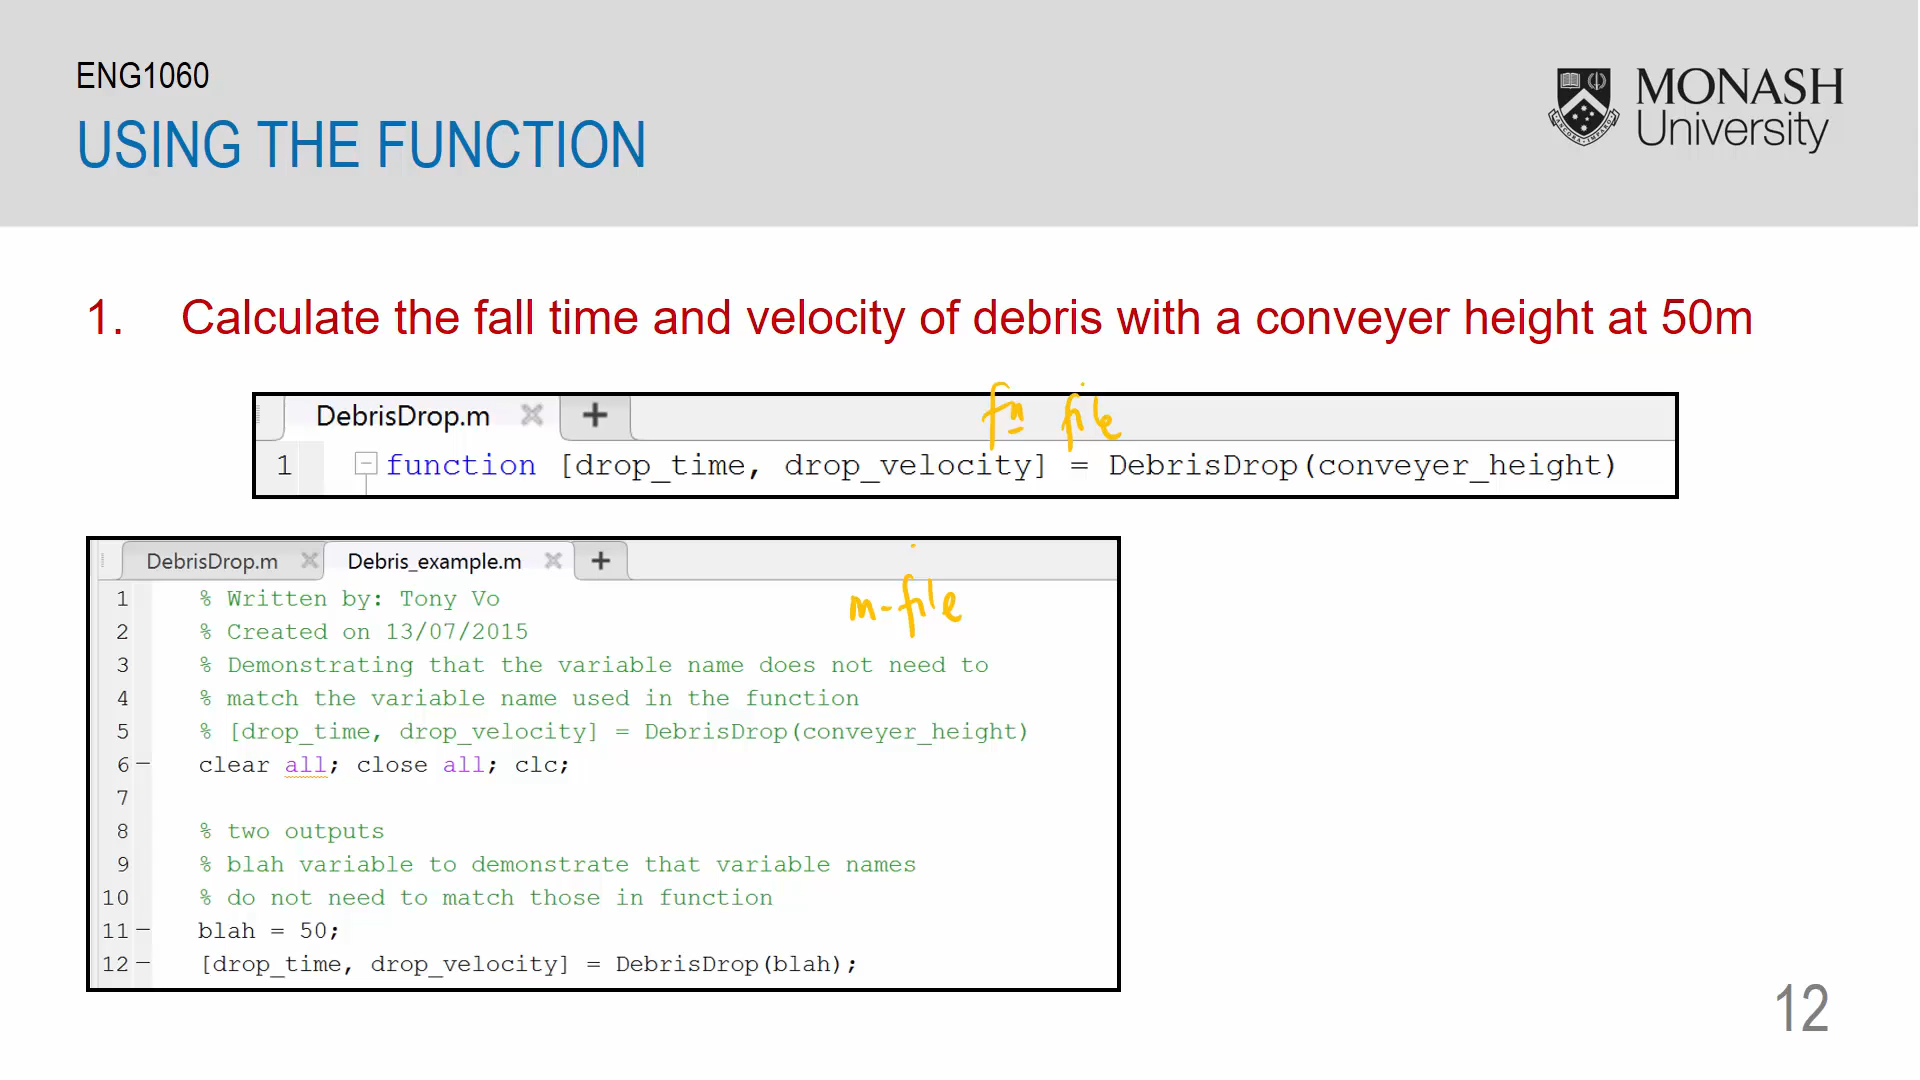 ENG1060
USING THE FUNCTION
MONASH
University
1. Calculate the fall time and velocity of debris with a conveyer height at 50m
DebrisDrop.m
fn file
1 function [drop_time, drop_velocity] = DebrisDrop(conveyer_height)
DebrisDrop.m Debris_example.m
m-file
1 % Written by: Tony Vo
2 % Created on 13/07/2015
3 % Demonstrating that the variable name does not need to
4 % match the variable name used in the function
5 % [drop_time, drop_velocity] = DebrisDrop(conveyer_height)
6 clear all; close all; clc;
7
8 % two outputs
9 % blah variable to demonstrate that variable names
10 % do not need to match those in function
11 blah = 50;
12 [drop_time, drop_velocity] = DebrisDrop(blah);
12